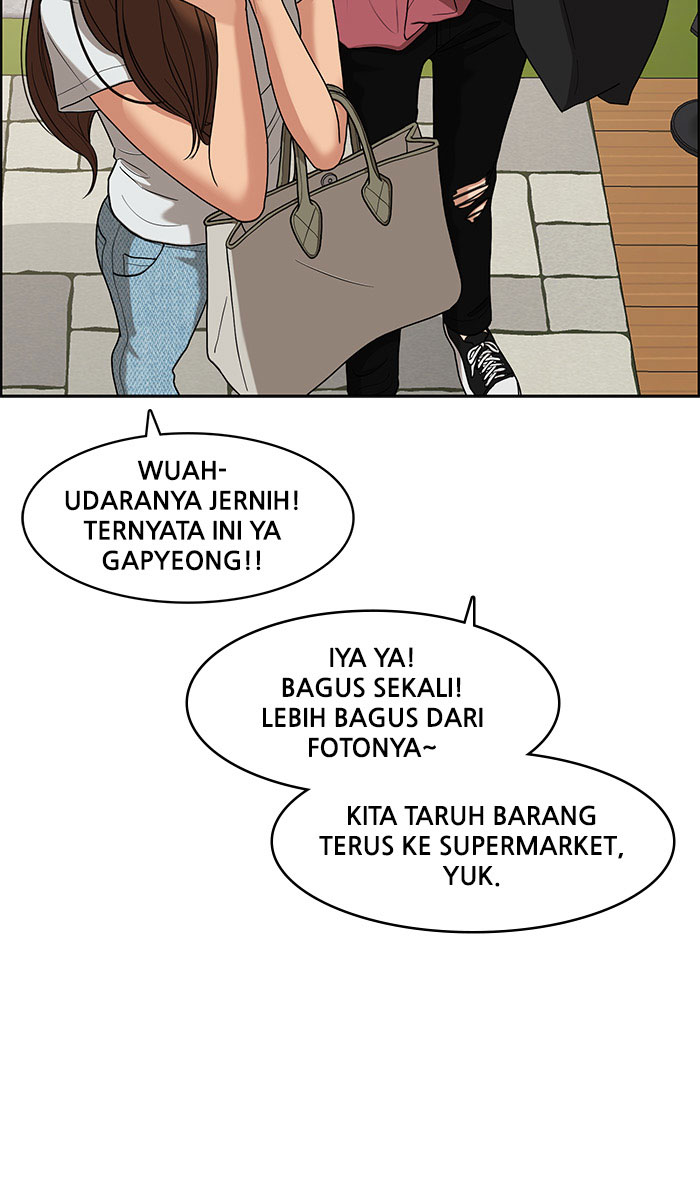 WUAH-
UDARANYA JERNIH!
TERNYATA INI YA
GAPYEONG!!
IYA YA!
BAGUS SEKALI!
LEBIH BAGUS DARI
FOTONYA~
KITA TARUH BARANG
TERUS KE SUPERMARKET,
YUK.